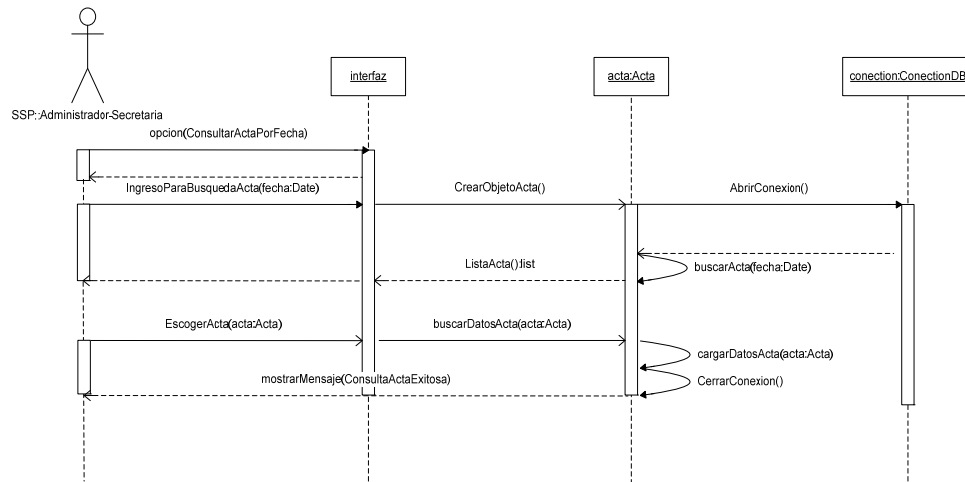 interfaz
acta:Acta
conection:ConectionDB
SSP::Administrador-Secretaria
opcion(ConsultarActaPorFecha)
IngresoParaBusquedaActa(fecha:Date)
CrearObjetoActa()
AbrirConexion()
ListaActa():list
buscarActa(fecha:Date)
EscogerActa(acta:Acta)
buscarDatosActa(acta:Acta)
cargarDatosActa(acta:Acta)
mostrarMensaje(ConsultaActaExitosa)
CerrarConexion()